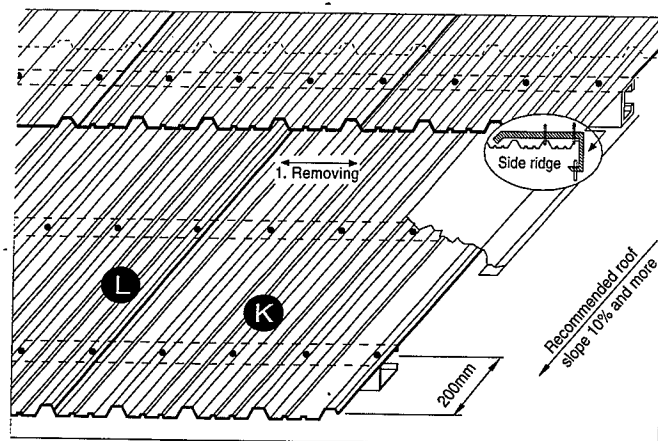 Side ridge
1. Removing
L
K
Recommended roof
slope 10% and more
200mm